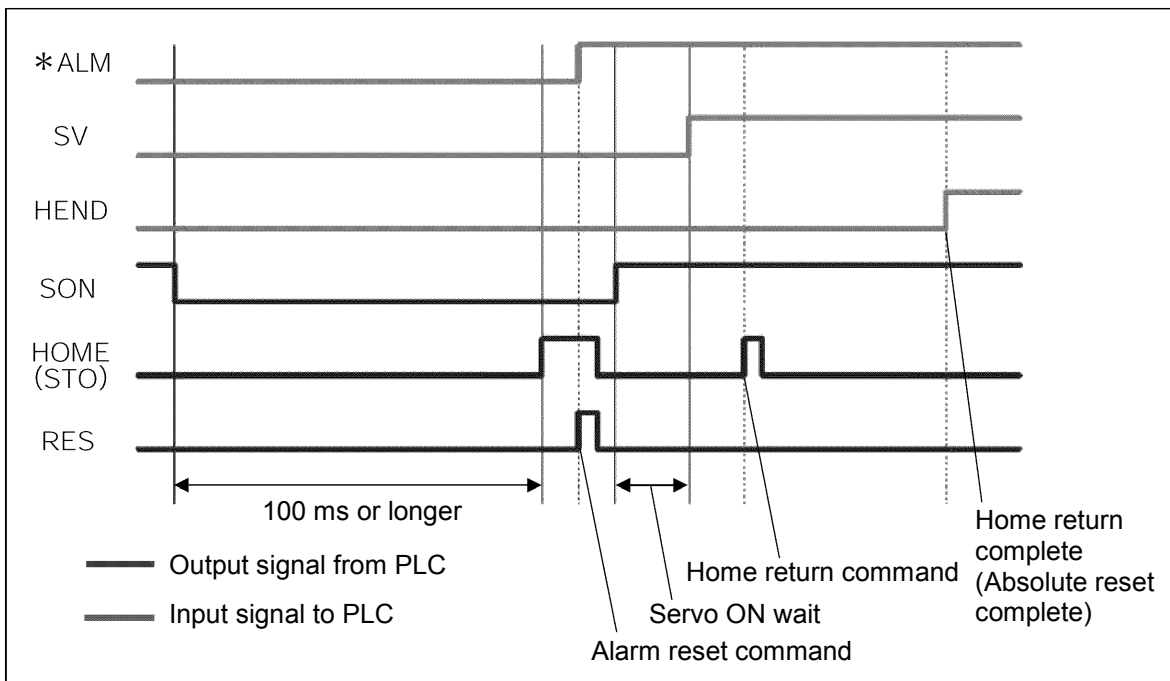 *ALM
SV
HEND
SON
HOME
(STO)
RES
100 ms or longer
Output signal from PLC
Input signal to PLC
Home return command
Servo ON wait
Alarm reset command
Home return
complete
(Absolute reset
complete)